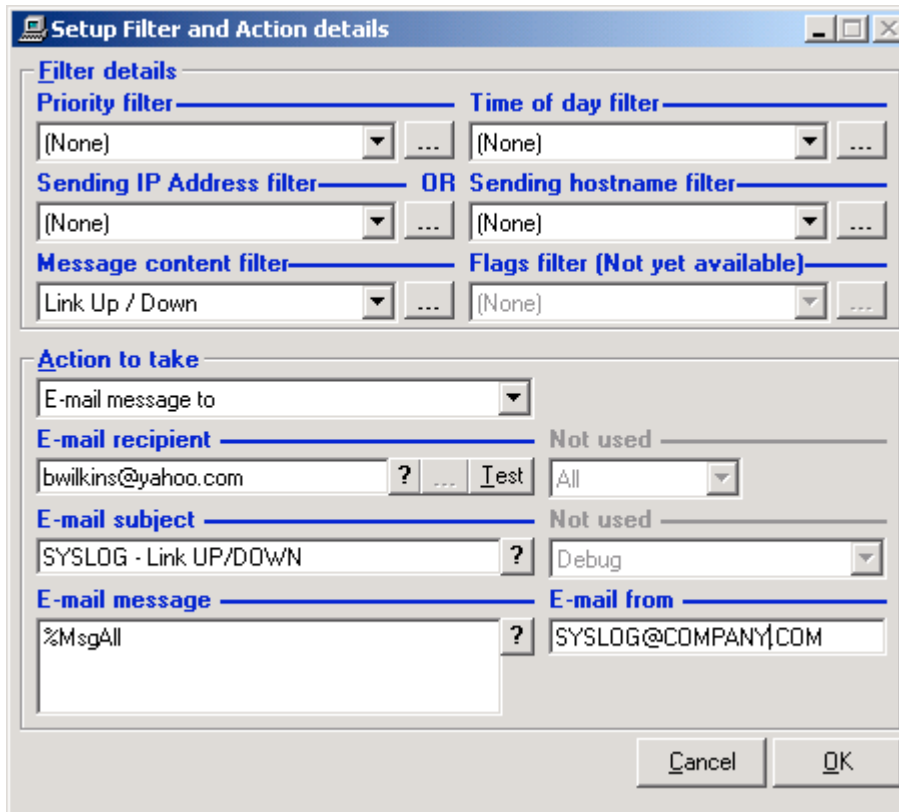 Setup Filter and Action details
Filter details
Priority filter Time of day filter
(None) ... (None) ...
Sending IP Address filter OR Sending hostname filter
(None) ... (None) ...
Message content filter Flags filter (Not yet available)
Link Up / Down ... (None) ...
Action to take
E-mail message to
E-mail recipient Not used
bwilkins@yahoo.com ? ... Test All
E-mail subject Not used
SYSLOG - Link UP/DOWN ? Debug
E-mail message E-mail from
%MsgAll ? SYSLOG@COMPANY.COM
Cancel OK